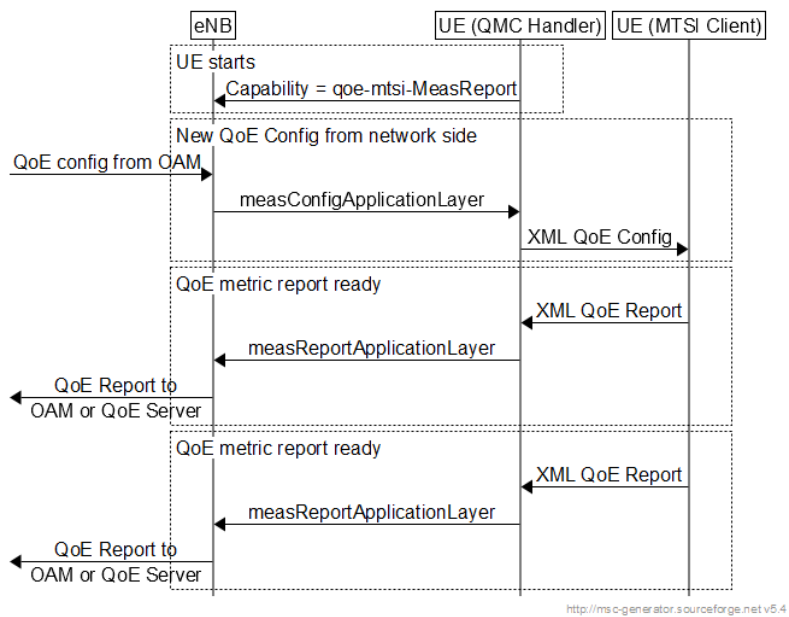 eNB
UE (QMC Handler)
UE (MTSI Client)
UE starts
Capability = qoe-mtsi-MeasReport
New QoE Config from network side
QoE config from OAM
measConfigApplicationLayer
XML QoE Config
QoE metric report ready
XML QoE Report
measReportApplicationLayer
QoE Report to
OAM or QoE Server
QoE metric report ready
XML QoE Report
measReportApplicationLayer
QoE Report to
OAM or QoE Server
http://msc-generator.sourceforge.net v5.4